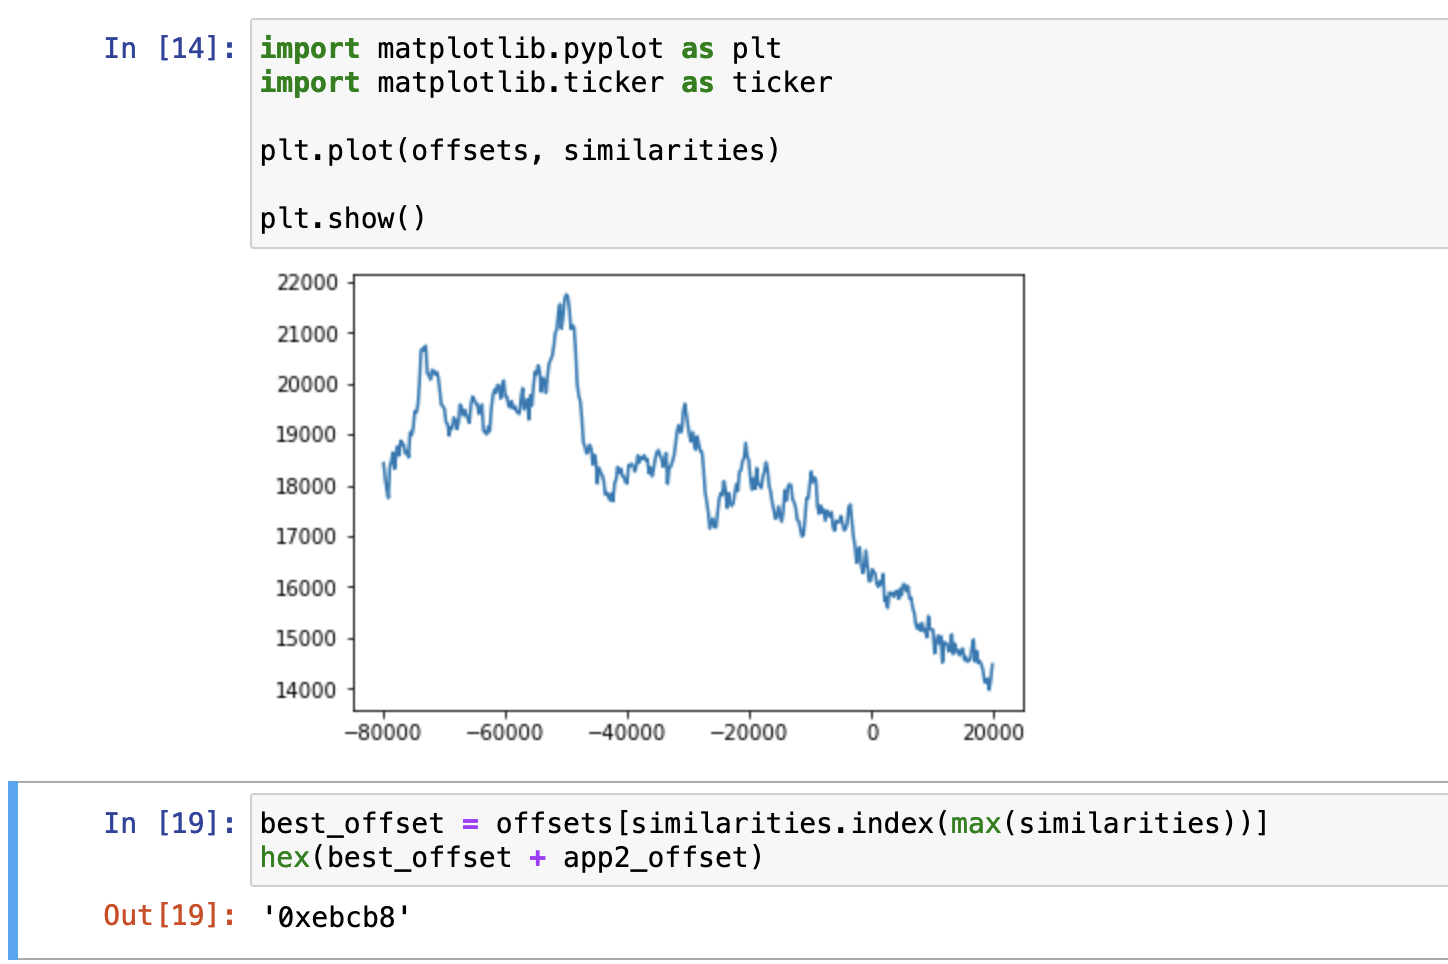 In [14]:
import matplotlib.pyplot as plt
import matplotlib.ticker as ticker
plt.plot(offsets, similarities)
plt.show()
22000
21000
20000
19000
18000
17000
16000
15000
14000
−80000 −60000 −40000 −20000 0 20000
In [19]:
best_offset = offsets[similarities.index(max(similarities))]
hex(best_offset + app2_offset)
Out[19]: '0xebcb8'